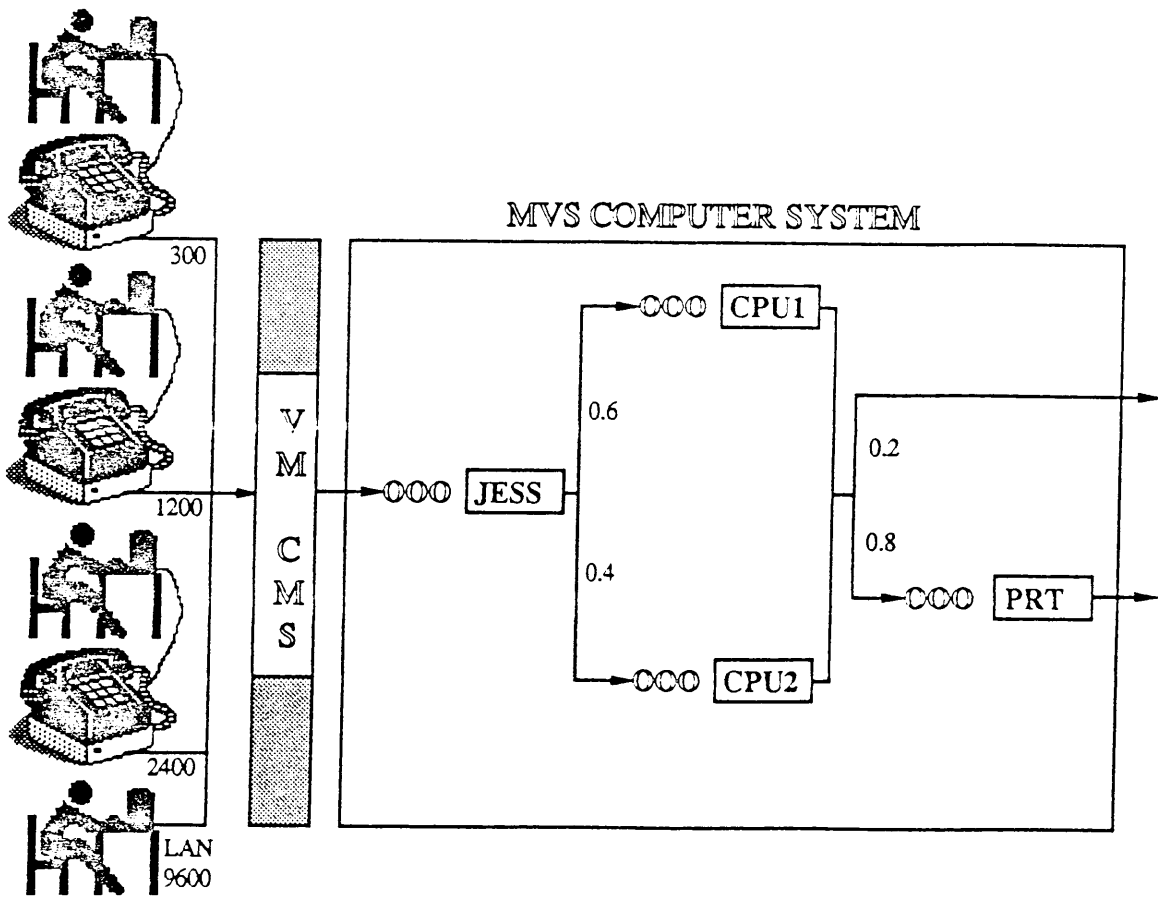 MVS COMPUTER SYSTEM
300
CPU1
0.6
0.2
V
M
C
M
S
JESS
1200
0.8
0.4
PRT
CPU2
2400
LAN
9600